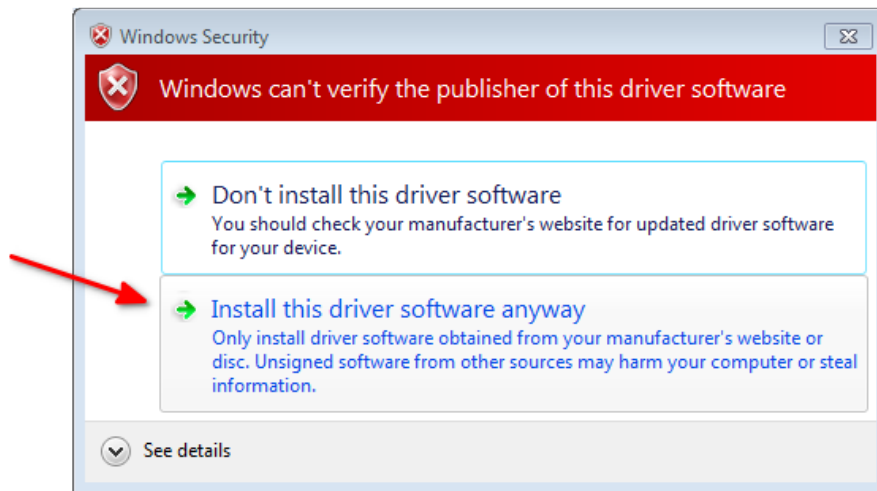 Windows Security
Windows can't verify the publisher of this driver software
Don't install this driver software
You should check your manufacturer's website for updated driver software
for your device.
Install this driver software anyway
Only install driver software obtained from your manufacturer's website or
disc. Unsigned software from other sources may harm your computer or steal
information.
See details